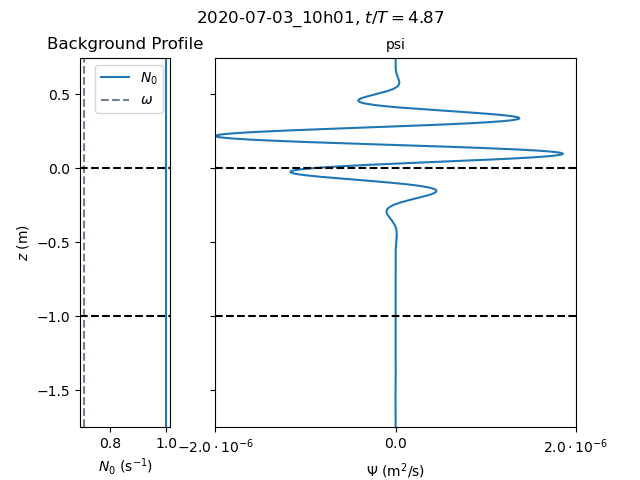 2020-07-03_10h01, t/T = 4.87
Background Profile
psi
N₀
ω
0.5
0.0
−0.5
−1.0
−1.5
z (m)
0.8
1.0
−2.0 · 10⁻⁶
0.0
2.0 · 10⁻⁶
N₀ (s⁻¹)
Ψ (m²/s)